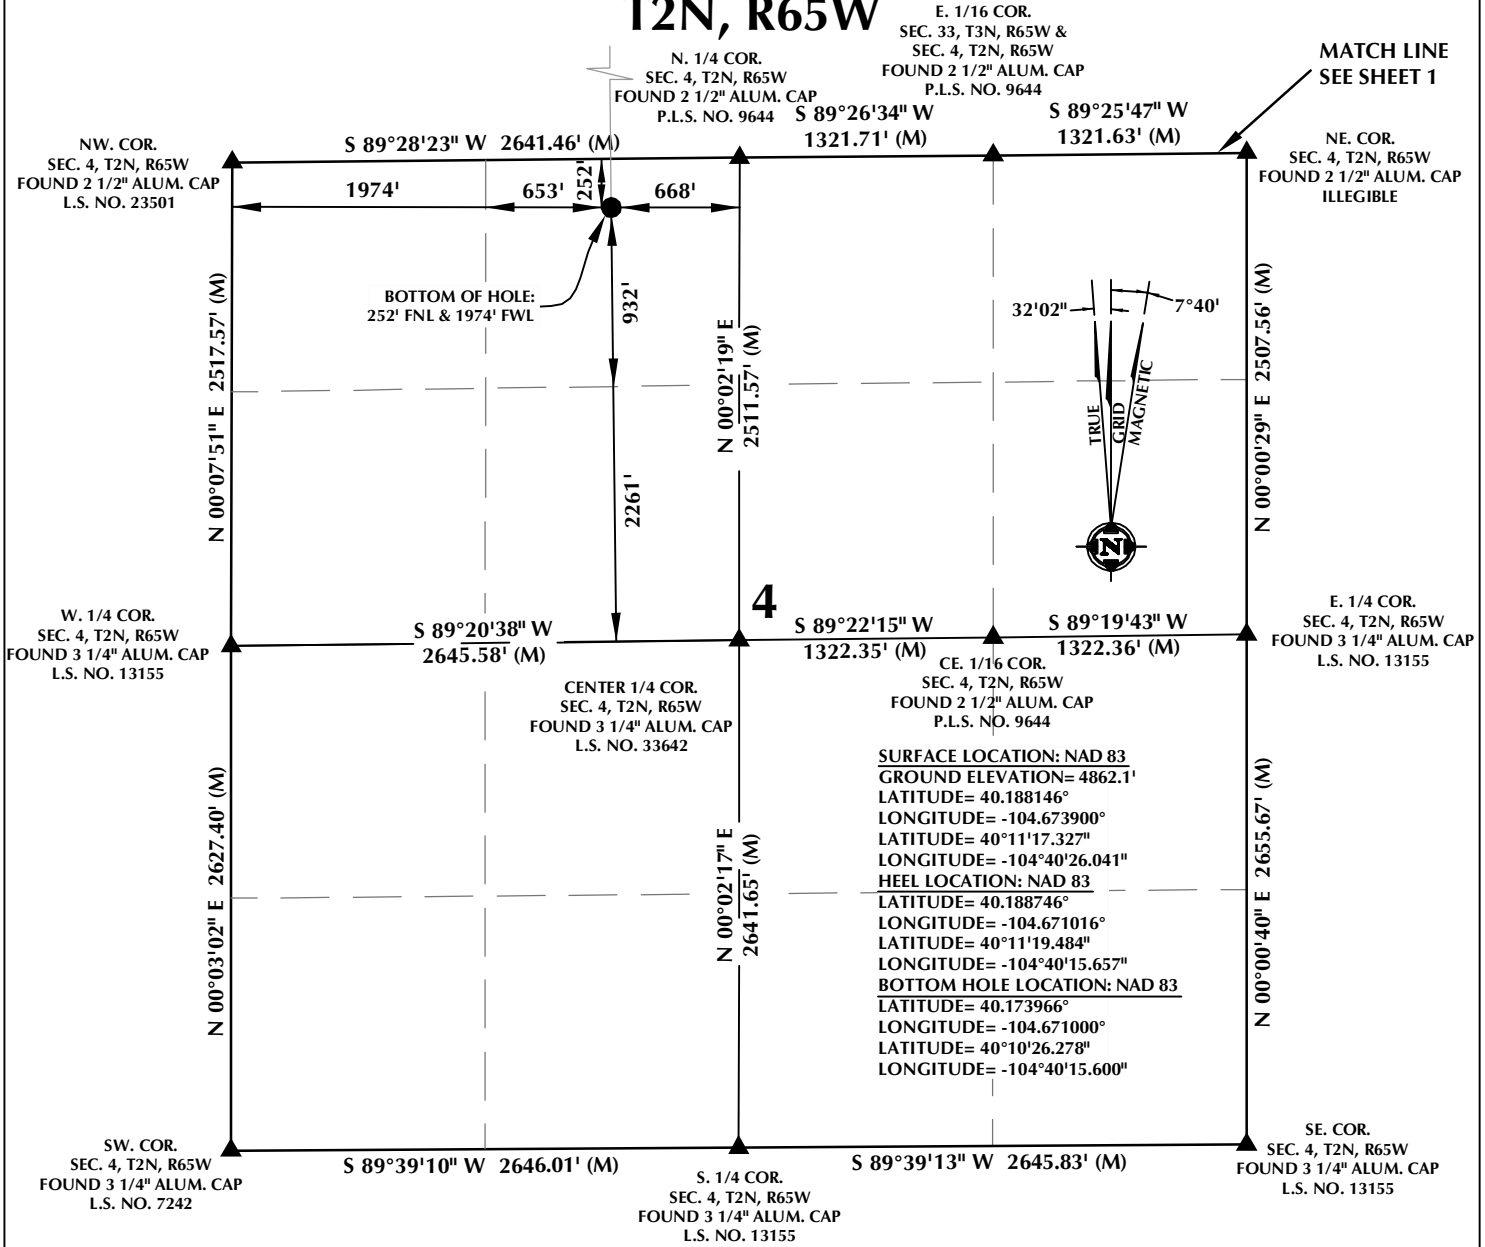 T2N, R65W
E. 1/16 COR.
SEC. 33, T3N, R65W &
SEC. 4, T2N, R65W
FOUND 2 1/2" ALUM. CAP
P.L.S. NO. 9644
MATCH LINE
SEE SHEET 1
N. 1/4 COR.
SEC. 4, T2N, R65W
FOUND 2 1/2" ALUM. CAP
P.L.S. NO. 9644
NW. COR.
SEC. 4, T2N, R65W
FOUND 2 1/2" ALUM. CAP
L.S. NO. 23501
S 89°28'23" W 2641.46' (M)
S 89°26'34" W
1321.71' (M)
S 89°25'47" W
1321.63' (M)
NE. COR.
SEC. 4, T2N, R65W
FOUND 2 1/2" ALUM. CAP
ILLEGIBLE
1974'
653'
252'
668'
BOTTOM OF HOLE:
252' FNL & 1974' FWL
932'
2261'
N 00°07'51" E 2517.57' (M)
N 00°02'19" E
2511.57' (M)
32'02"
7°40'
TRUE
GRID
MAGNETIC
N
N 00°00'29" E 2507.56' (M)
W. 1/4 COR.
SEC. 4, T2N, R65W
FOUND 3 1/4" ALUM. CAP
L.S. NO. 13155
S 89°20'38" W
2645.58' (M)
4
S 89°22'15" W
1322.35' (M)
S 89°19'43" W
1322.36' (M)
E. 1/4 COR.
SEC. 4, T2N, R65W
FOUND 3 1/4" ALUM. CAP
L.S. NO. 13155
CENTER 1/4 COR.
SEC. 4, T2N, R65W
FOUND 3 1/4" ALUM. CAP
L.S. NO. 33642
CE. 1/16 COR.
SEC. 4, T2N, R65W
FOUND 2 1/2" ALUM. CAP
P.L.S. NO. 9644
SURFACE LOCATION: NAD 83
GROUND ELEVATION= 4862.1'
LATITUDE= 40.188146°
LONGITUDE= -104.673900°
LATITUDE= 40°11'17.327"
LONGITUDE= -104°40'26.041"
HEEL LOCATION: NAD 83
LATITUDE= 40.188746°
LONGITUDE= -104.671016°
LATITUDE= 40°11'19.484"
LONGITUDE= -104°40'15.657"
BOTTOM HOLE LOCATION: NAD 83
LATITUDE= 40.173966°
LONGITUDE= -104.671000°
LATITUDE= 40°10'26.278"
LONGITUDE= -104°40'15.600"
N 00°03'02" E 2627.40' (M)
N 00°02'17" E
2641.65' (M)
N 00°00'40" E 2655.67' (M)
SW. COR.
SEC. 4, T2N, R65W
FOUND 3 1/4" ALUM. CAP
L.S. NO. 7242
S 89°39'10" W 2646.01' (M)
S. 1/4 COR.
SEC. 4, T2N, R65W
FOUND 3 1/4" ALUM. CAP
L.S. NO. 13155
S 89°39'13" W 2645.83' (M)
SE. COR.
SEC. 4, T2N, R65W
FOUND 3 1/4" ALUM. CAP
L.S. NO. 13155